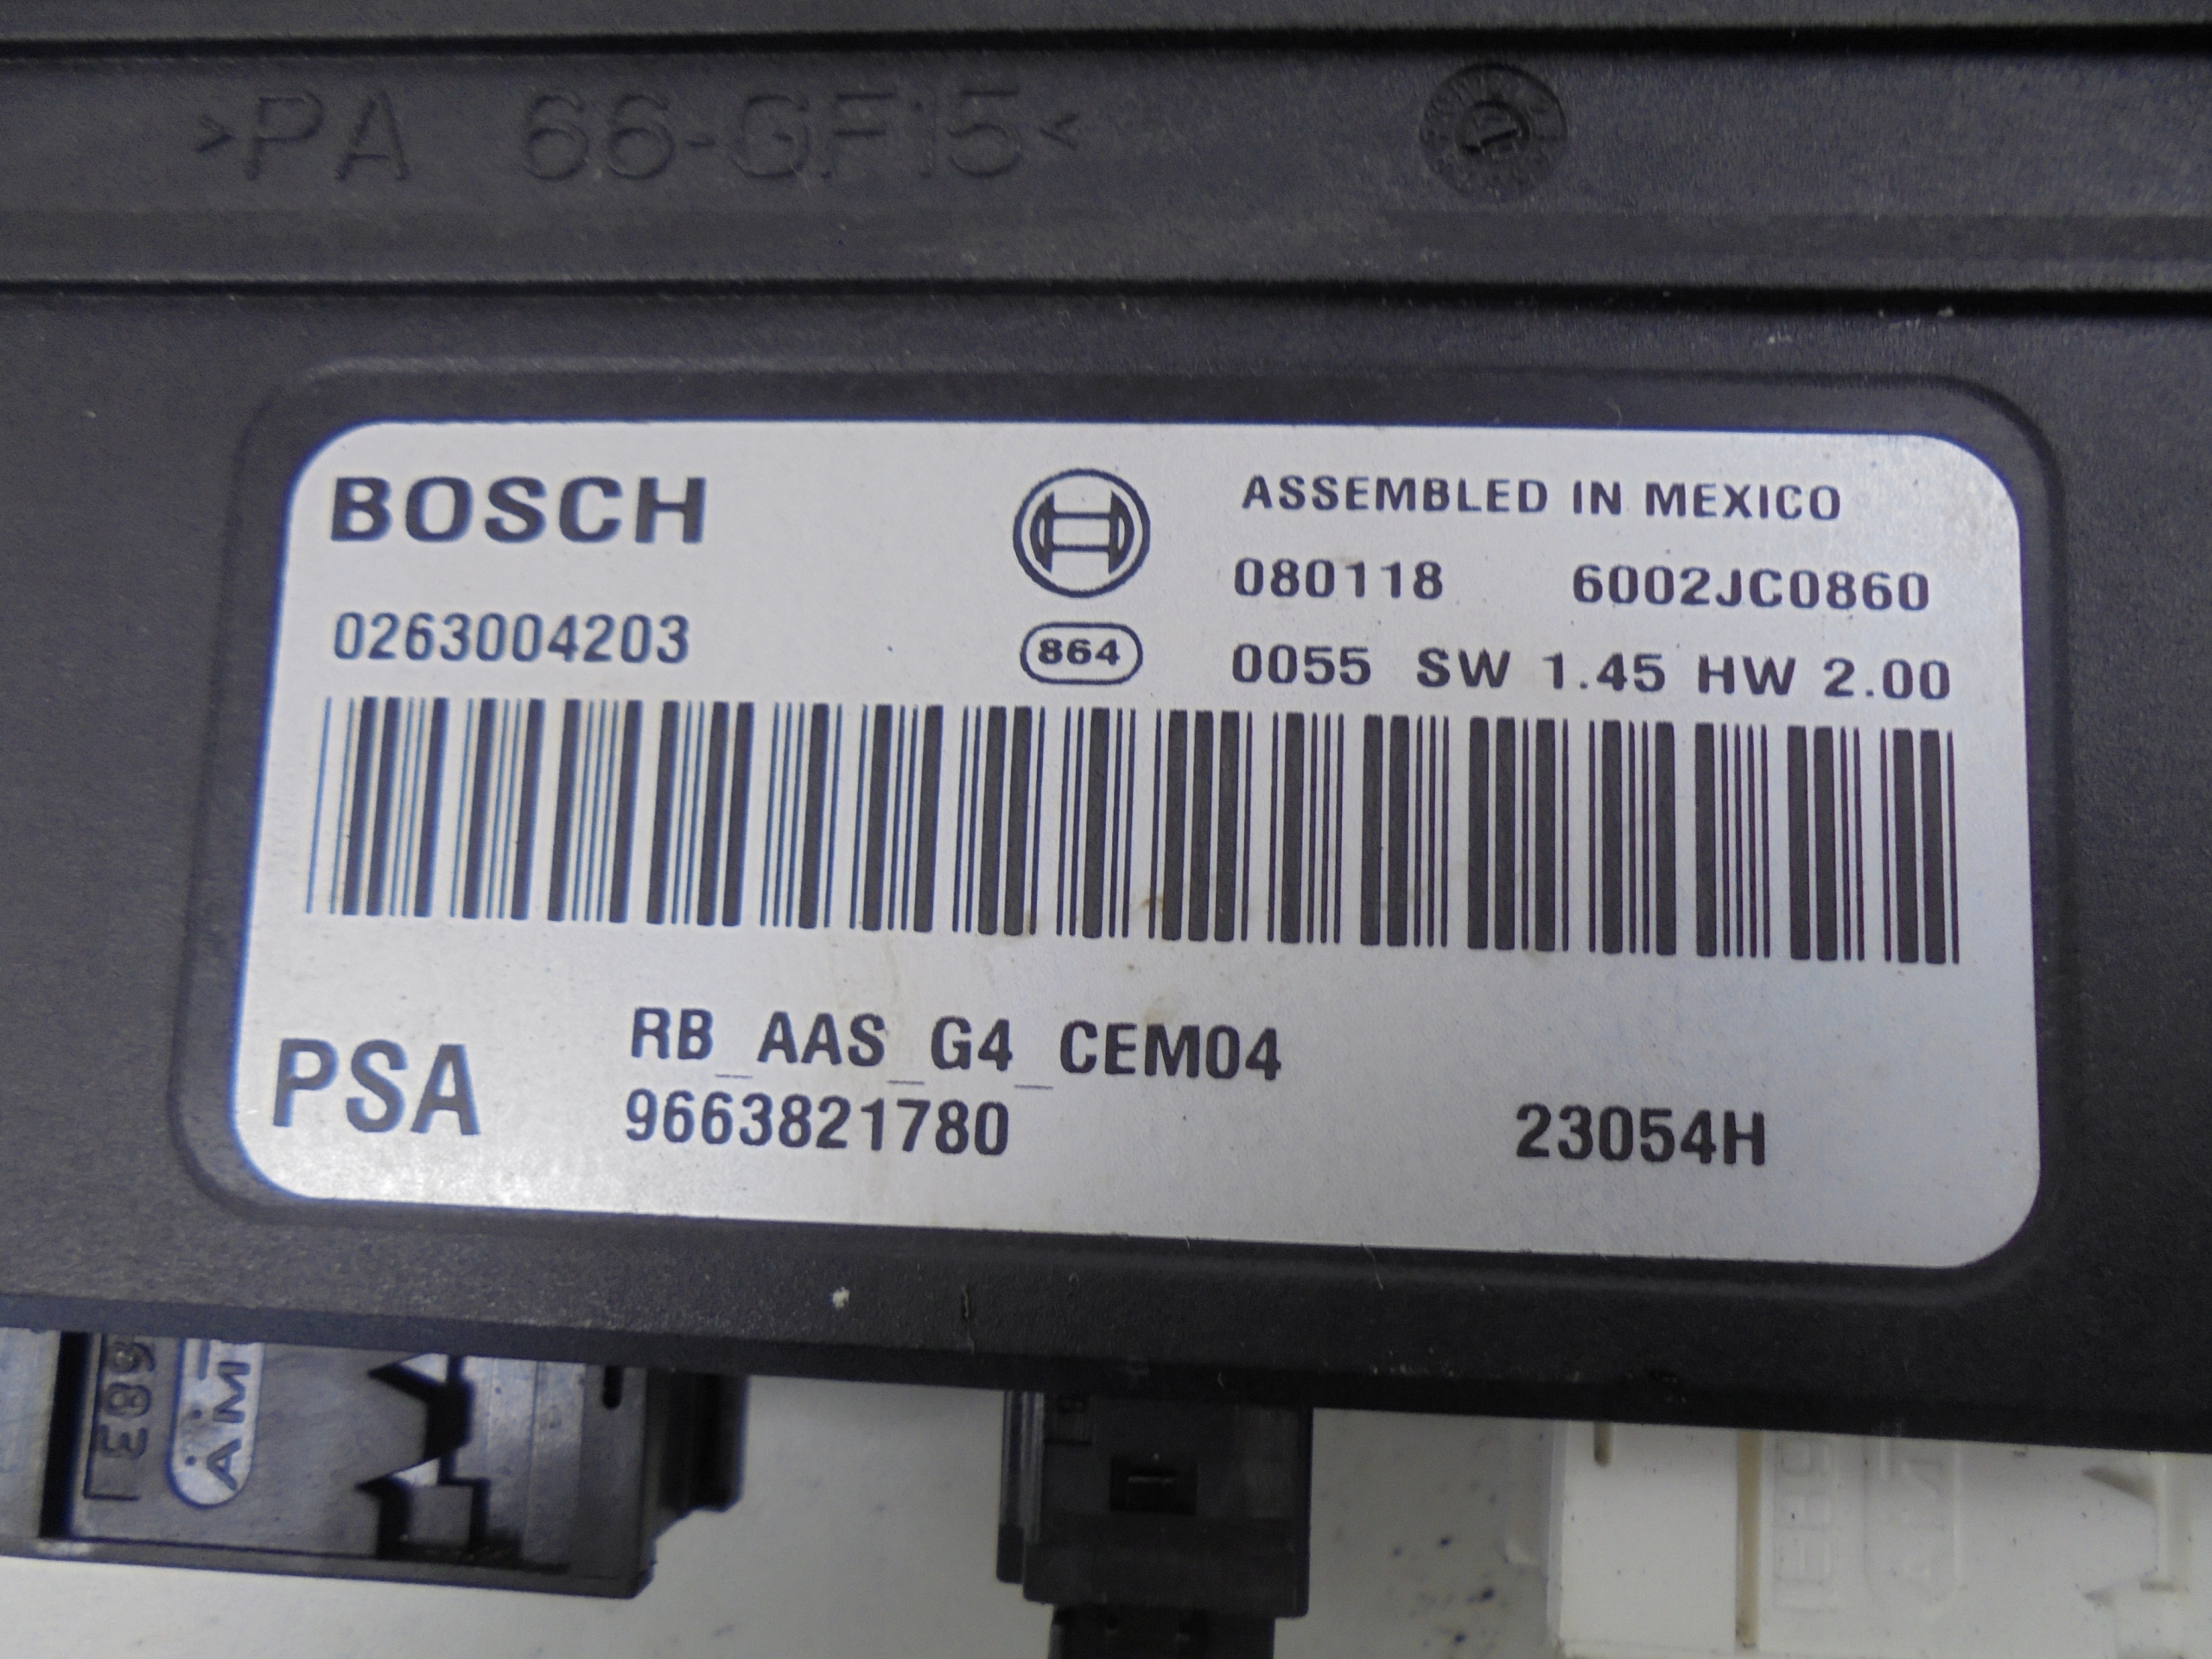 >PA 66-GF15<
BOSCH
ASSEMBLED IN MEXICO
080118 6002JC0860
0263004203
864
0055 SW 1.45 HW 2.00
PSA
RB_AAS_G4_CEM04
9663821780
23054H